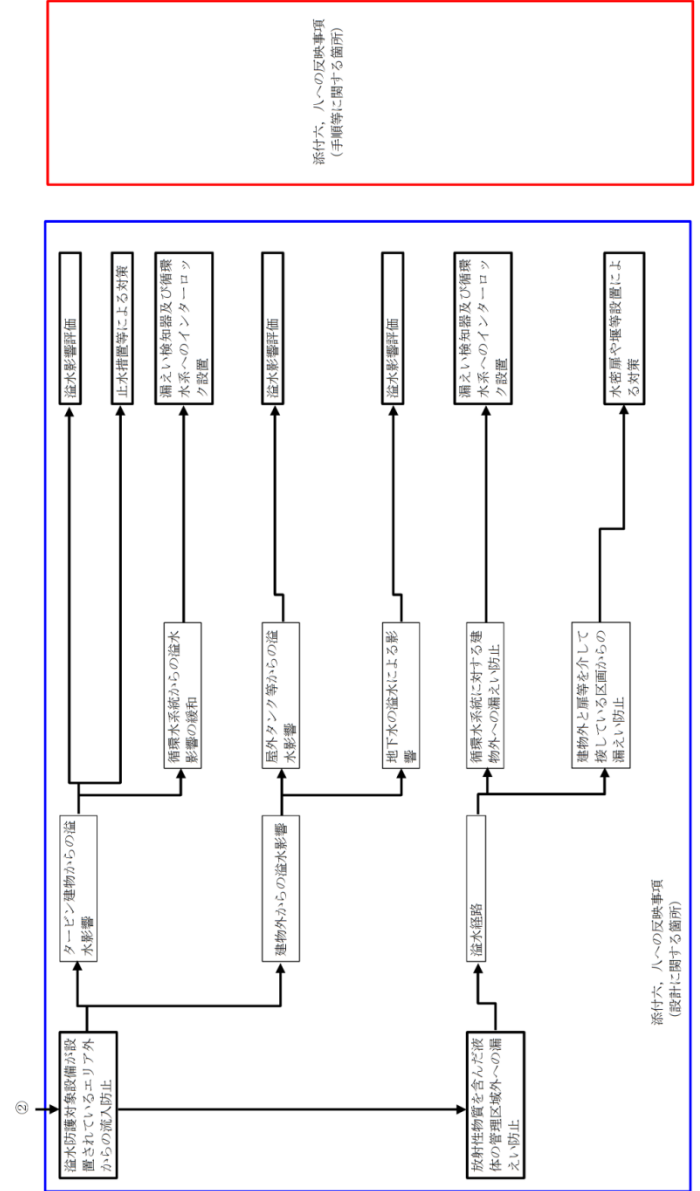 ②
溢水防護対象設備が設
置されているエリア外
からの流入防止
放射性物質を含んだ液
体の管理区域外への漏
えい防止
タービン建物からの溢
水影響
建物外からの溢水影響
溢水経路
循環水系統からの溢水
影響の緩和
屋外タンク等からの溢
水影響
地下水の溢水による影
響
循環水系統に対する建
物外への漏えい防止
建物外と扉等を介して
接している区画からの
漏えい防止
溢水影響評価
止水措置等による対策
漏えい検知器及び循環
水系へのインターロッ
ク設置
溢水影響評価
溢水影響評価
漏えい検知器及び循環
水系へのインターロッ
ク設置
水密扉や堰等設置によ
る対策
添付六，八への反映事項
（設計に関する箇所）
添付六，八への反映事項
（手順等に関する箇所）